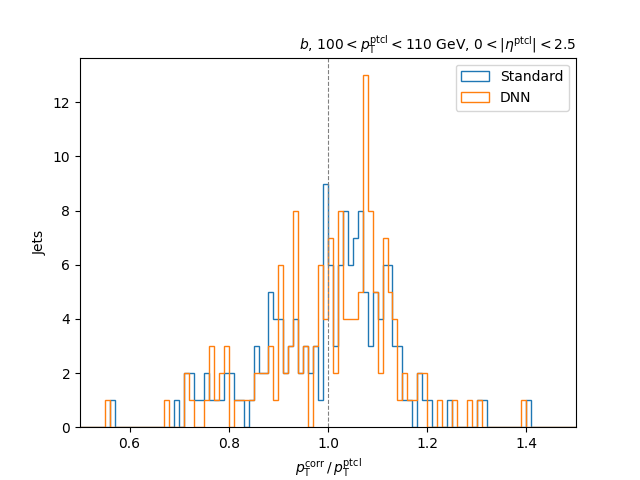 b, 100 < p_T^ptcl < 110 GeV, 0 < |η^ptcl| < 2.5
Standard
DNN
12
10
8
6
4
2
0
Jets
0.6 0.8 1.0 1.2 1.4
p_T^corr / p_T^ptcl